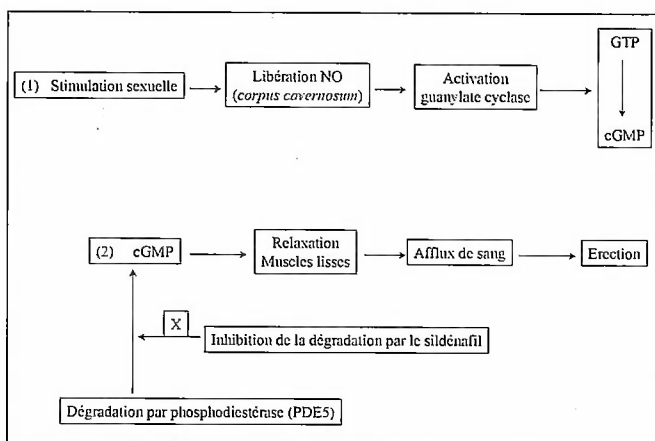 (1) Stimulation sexuelle
Libération NO
(corpus cavernosum)
Activation
guanylate cyclase
GTP
cGMP
(2) cGMP
Relaxation
Muscles lisses
Afflux de sang
Erection
X
Inhibition de la dégradation par le sildénafil
Dégradation par phosphodiestérase (PDE5)